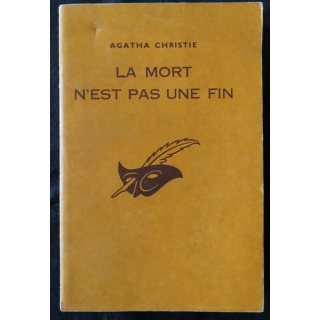 AGATHA CHRISTIE
LA MORT
N'EST PAS UNE FIN